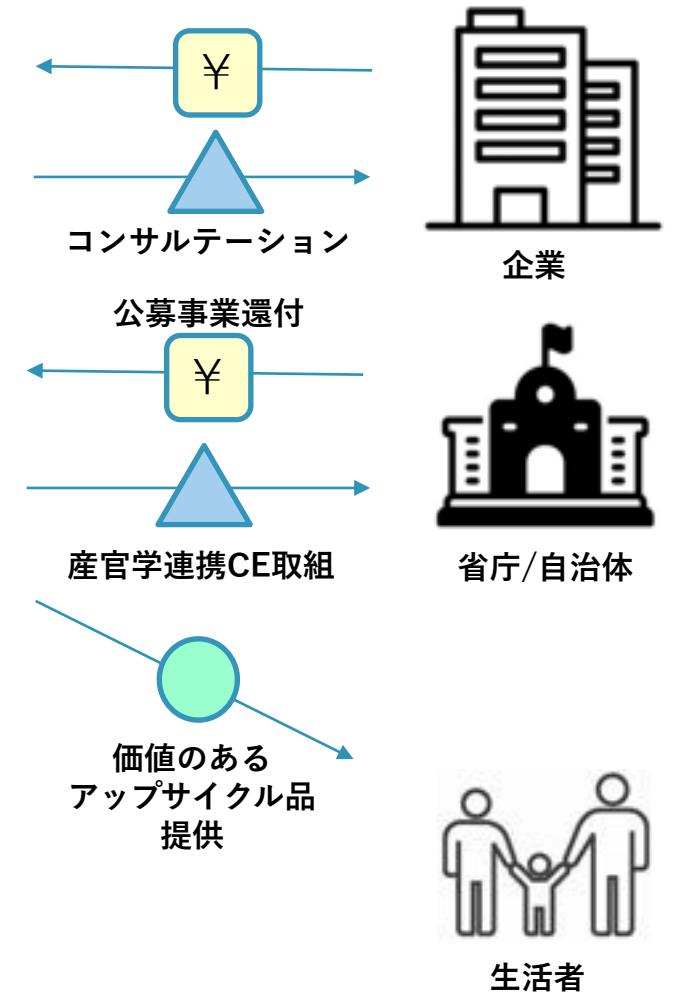 ¥
コンサルテーション
企業
公募事業還付
¥
産官学連携CE取組
省庁/自治体
価値のある
アップサイクル品
提供
生活者